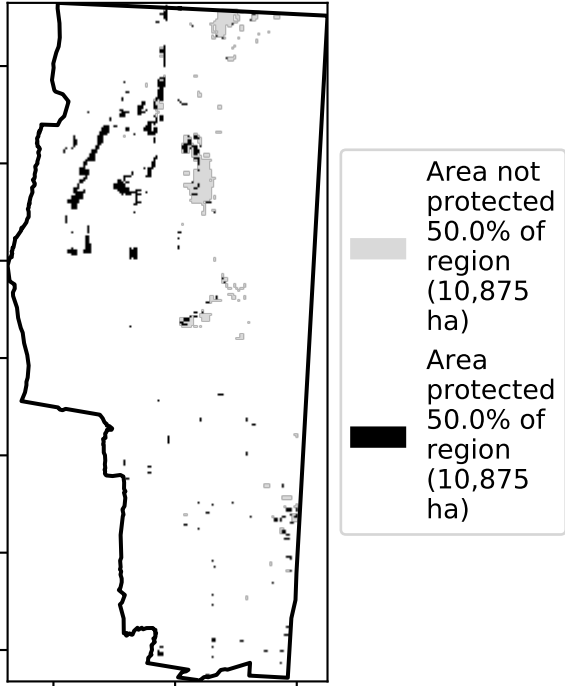 Area not
protected
50.0% of
region
(10,875
ha)
Area
protected
50.0% of
region
(10,875
ha)